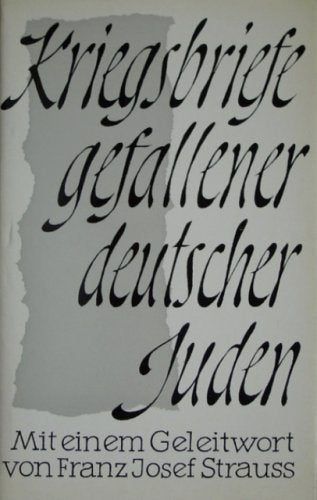 Kriegsbriefe
gefallener
deutscher
Juden
Mit einem Geleitwort
von Franz Josef Strauss